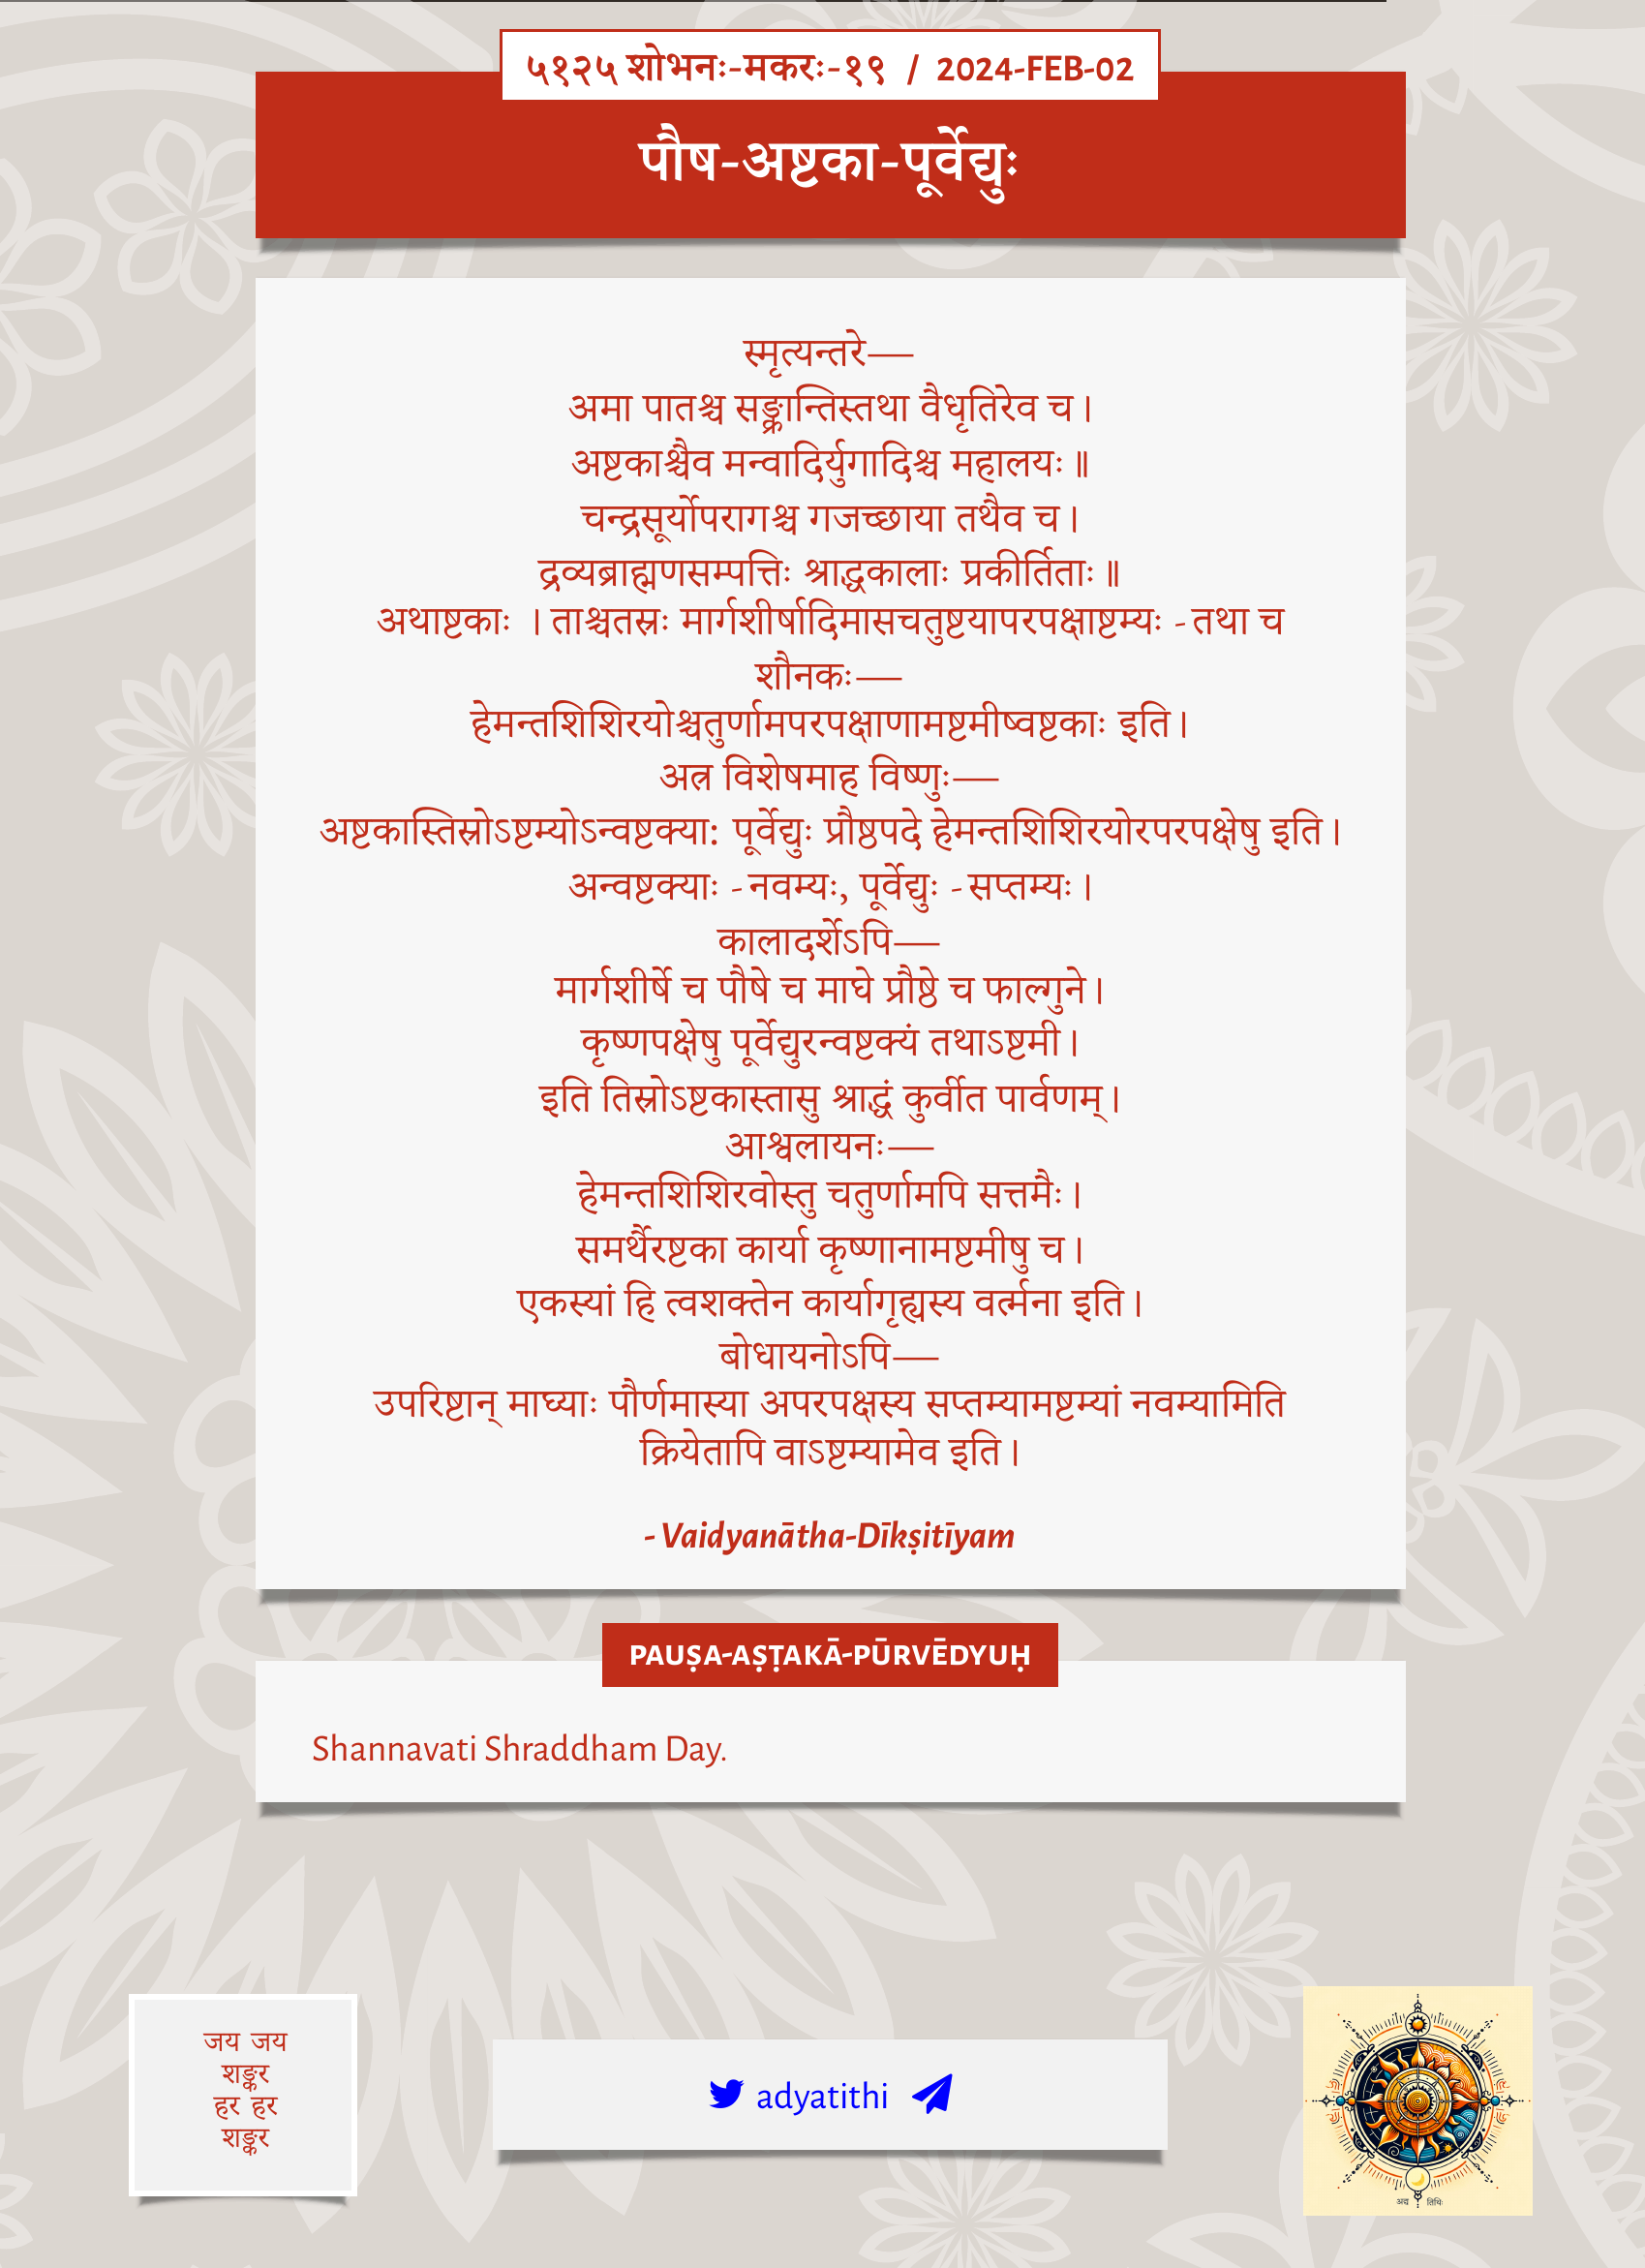 ५१२५ शोभनः-मकरः-१९ / 2024-FEB-02
पौष-अष्टका-पूर्वेद्युः
स्मृत्यन्तरे—
अमा पातश्च सङ्क्रान्तिस्तथा वैधृतिरेव च।
अष्टकाश्चैव मन्वादिर्युगादिश्च महालयः॥
चन्द्रसूर्योपरागश्च गजच्छाया तथैव च।
द्रव्यब्राह्मणसम्पत्तिः श्राद्धकालाः प्रकीर्तिताः॥
अथाष्टकाः । ताश्चतस्रः मार्गशीर्षादिमासचतुष्टयापरपक्षाष्टम्यः - तथा च
शौनकः—
हेमन्तशिशिरयोश्चतुर्णामपरपक्षाणामष्टमीष्वष्टकाः इति।
अत्र विशेषमाह विष्णुः—
अष्टकास्तिस्रोऽष्टम्योऽन्वष्टक्या: पूर्वेद्युः प्रौष्ठपदे हेमन्तशिशिरयोरपरपक्षेषु इति।
अन्वष्टक्याः - नवम्यः, पूर्वेद्युः - सप्तम्यः।
कालादर्शेऽपि—
मार्गशीर्षे च पौषे च माघे प्रौष्ठे च फाल्गुने।
कृष्णपक्षेषु पूर्वेद्युरन्वष्टक्यं तथाऽष्टमी।
इति तिस्रोऽष्टकास्तासु श्राद्धं कुर्वीत पार्वणम्।
आश्वलायनः—
हेमन्तशिशिरवोस्तु चतुर्णामपि सत्तमैः।
समर्थैरष्टका कार्या कृष्णानामष्टमीषु च।
एकस्यां हि त्वशक्तेन कार्यागृह्यस्य वर्त्मना इति।
बोधायनोऽपि—
उपरिष्टान् माघ्याः पौर्णमास्या अपरपक्षस्य सप्तम्यामष्टम्यां नवम्यामिति
क्रियेतापि वाऽष्टम्यामेव इति।
- Vaidyanātha-Dīkṣitīyam
PAUṢA-AṢṬAKĀ-PŪRVĒDYUḤ
Shannavati Shraddham Day.
जय जय
शङ्कर
हर हर
शङ्कर
adyatithi
अद्य तिथिः